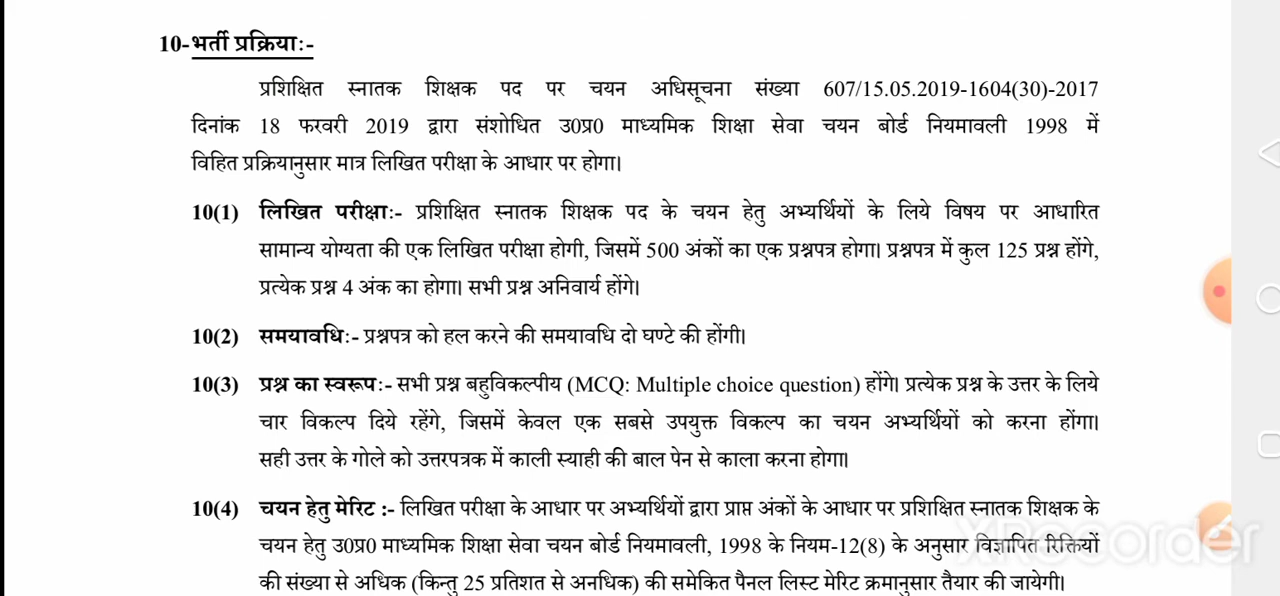 10-भर्ती प्रक्रिया:-
प्रशिक्षित स्नातक शिक्षक पद पर चयन अधिसूचना संख्या 607/15.05.2019-1604(30)-2017
दिनांक 18 फरवरी 2019 द्वारा संशोधित उ0प्र0 माध्यमिक शिक्षा सेवा चयन बोर्ड नियमावली 1998 में
विहित प्रक्रियानुसार मात्र लिखित परीक्षा के आधार पर होगा।
10(1) लिखित परीक्षा:- प्रशिक्षित स्नातक शिक्षक पद के चयन हेतु अभ्यर्थियों के लिये विषय पर आधारित
सामान्य योग्यता की एक लिखित परीक्षा होगी, जिसमें 500 अंकों का एक प्रश्नपत्र होगा। प्रश्नपत्र में कुल 125 प्रश्न होंगे,
प्रत्येक प्रश्न 4 अंक का होगा। सभी प्रश्न अनिवार्य होंगे।
10(2) समयावधि:- प्रश्नपत्र को हल करने की समयावधि दो घण्टे की होंगी।
10(3) प्रश्न का स्वरूप:- सभी प्रश्न बहुविकल्पीय (MCQ: Multiple choice question) होंगे। प्रत्येक प्रश्न के उत्तर के लिये
चार विकल्प दिये रहेंगे, जिसमें केवल एक सबसे उपयुक्त विकल्प का चयन अभ्यर्थियों को करना होंगा।
सही उत्तर के गोले को उत्तरपत्रक में काली स्याही की बाल पेन से काला करना होगा।
10(4) चयन हेतु मेरिट :- लिखित परीक्षा के आधार पर अभ्यर्थियों द्वारा प्राप्त अंकों के आधार पर प्रशिक्षित स्नातक शिक्षक के
चयन हेतु उ0प्र0 माध्यमिक शिक्षा सेवा चयन बोर्ड नियमावली, 1998 के नियम-12(8) के अनुसार विज्ञापित रिक्तियों
की संख्या से अधिक (किन्तु 25 प्रतिशत से अनधिक) की समेकित पैनल लिस्ट मेरिट क्रमानुसार तैयार की जायेगी।
XRecorder